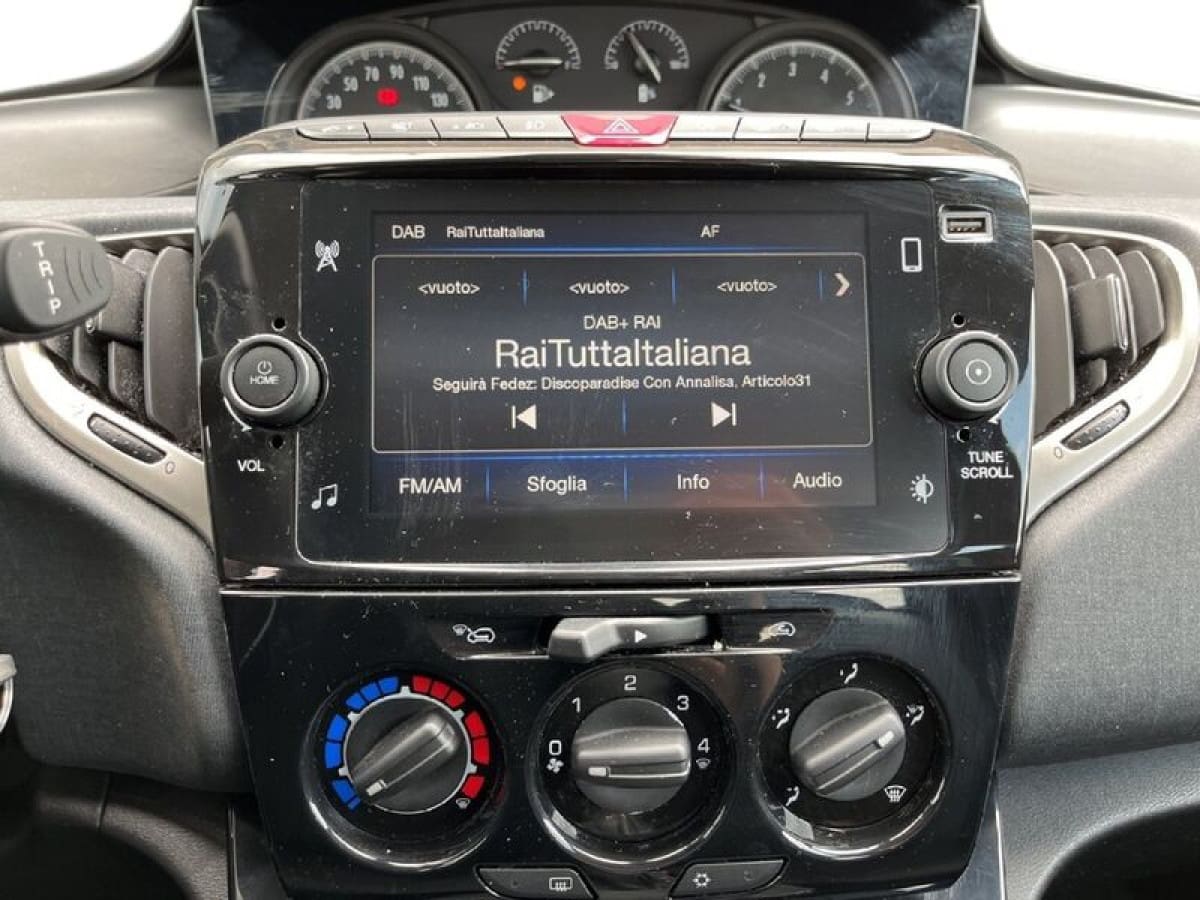 30 50 70 90 110 130
1 2 3 4 5
TRIP
DAB RaiTuttaItaliana AF
<vuoto> <vuoto> <vuoto>
DAB+ RAI
RaiTuttaItaliana
Seguirà Fedez: Discoparadise Con Annalisa, Articolo31
FM/AM Sfoglia Info Audio
HOME
VOL
TUNE
SCROLL
0 1 2 3 4
0
0